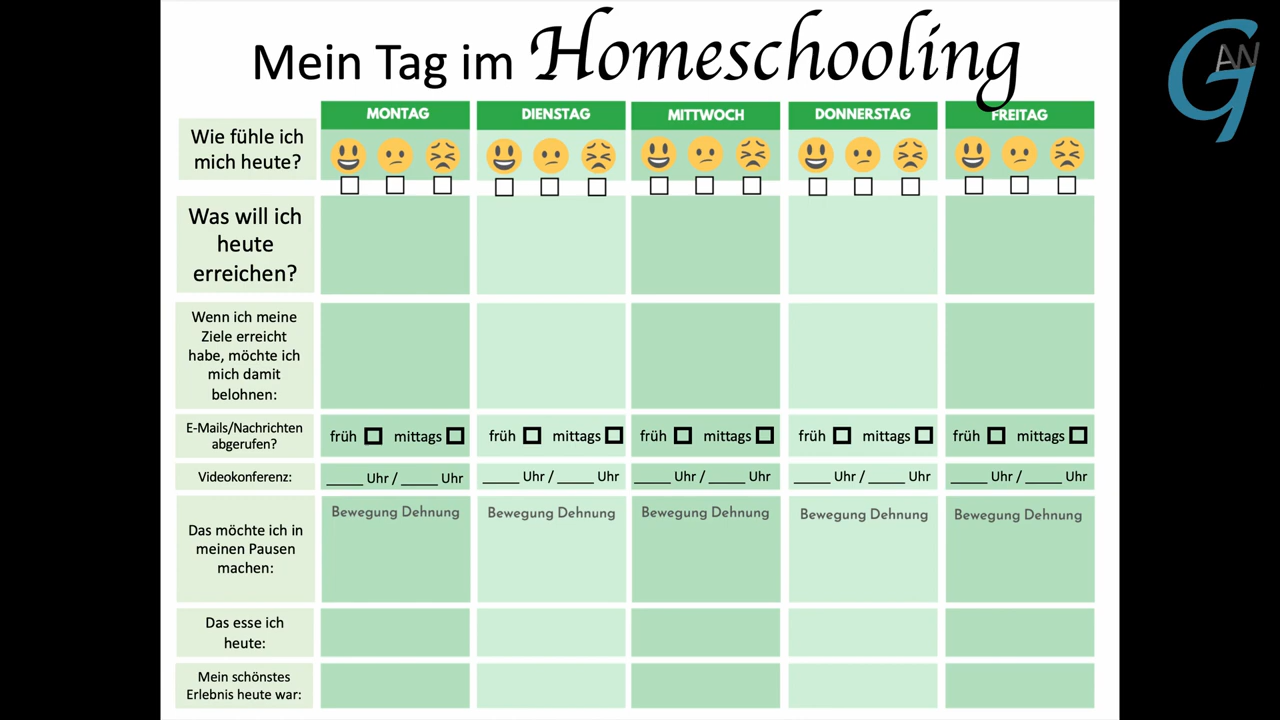 Mein Tag im Homeschooling
MONTAG DIENSTAG MITTWOCH DONNERSTAG FREITAG
Wie fühle ich
mich heute?
Was will ich
heute
erreichen?
Wenn ich meine
Ziele erreicht
habe, möchte ich
mich damit
belohnen:
E-Mails/Nachrichten
abgerufen?
früh mittags früh mittags früh mittags früh mittags früh mittags
Videokonferenz:
_____ Uhr / _____ Uhr _____ Uhr / _____ Uhr _____ Uhr / _____ Uhr _____ Uhr / _____ Uhr _____ Uhr / _____ Uhr
Das möchte ich in
meinen Pausen
machen:
Bewegung Dehnung Bewegung Dehnung Bewegung Dehnung Bewegung Dehnung Bewegung Dehnung
Das esse ich
heute:
Mein schönstes
Erlebnis heute war:
GAN